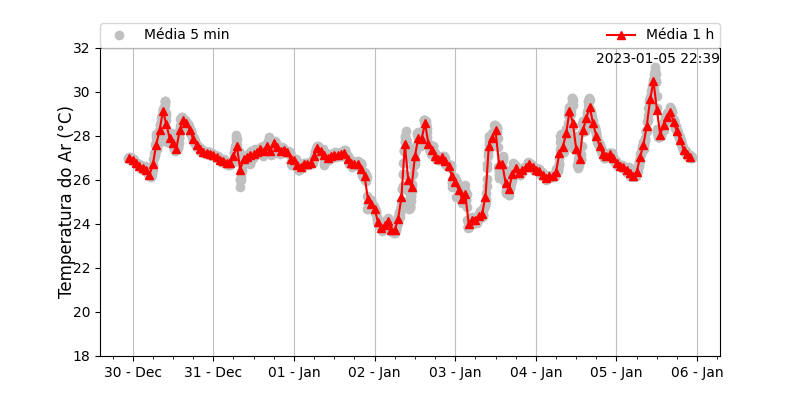 Média 5 min
Média 1 h
2023-01-05 22:39
Temperatura do Ar (°C)
32
30
28
26
24
22
20
18
30 - Dec
31 - Dec
01 - Jan
02 - Jan
03 - Jan
04 - Jan
05 - Jan
06 - Jan